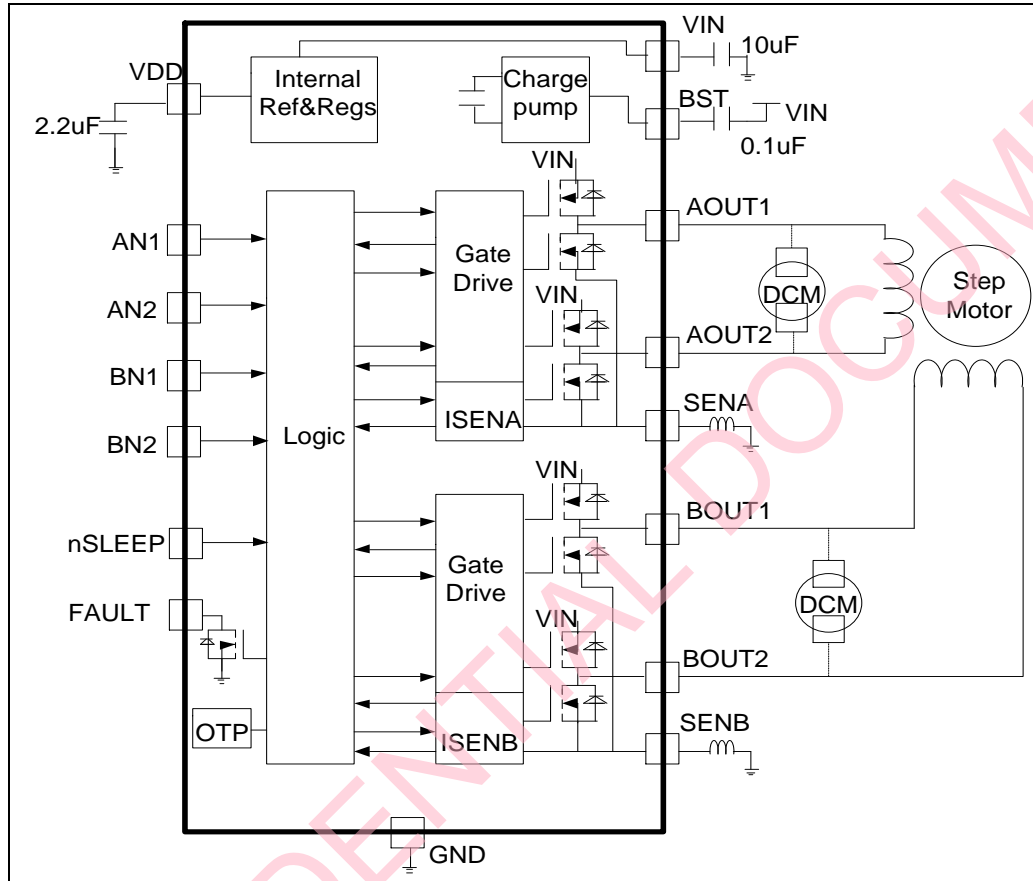 VIN
10uF
VDD
Internal
Ref&Regs
Charge
pump
BST
VIN
2.2uF
0.1uF
VIN
AOUT1
AN1
Gate
Drive
DCM
Step
Motor
AN2
VIN
AOUT2
BN1
SENA
ISENA
BN2
Logic
VIN
BOUT1
nSLEEP
Gate
Drive
DCM
FAULT
VIN
BOUT2
OTP
ISENB
SENB
GND
DENTIAL DOCUM